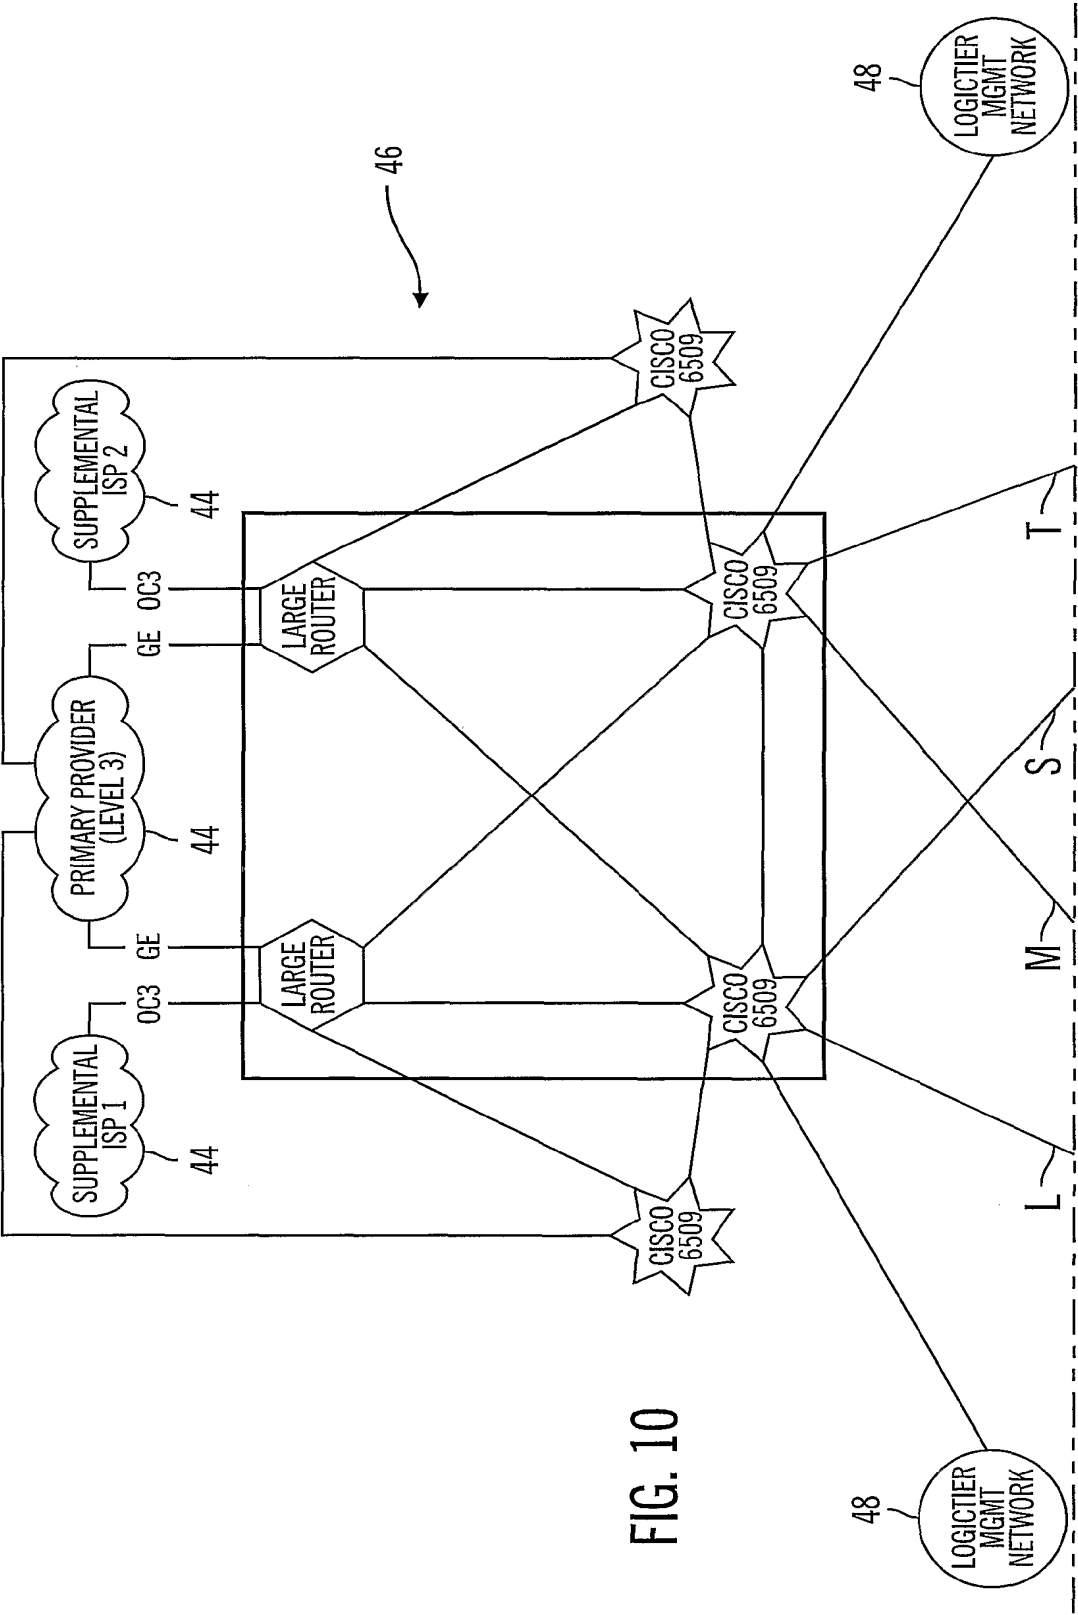 SUPPLEMENTAL
ISP 1
44
PRIMARY PROVIDER
(LEVEL 3)
44
SUPPLEMENTAL
ISP 2
44
OC3
GE
GE
OC3
LARGE
ROUTER
LARGE
ROUTER
46
CISCO
6509
CISCO
6509
CISCO
6509
CISCO
6509
48
LOGICTIER
MGMT
NETWORK
48
LOGICTIER
MGMT
NETWORK
L
M
S
T
FIG. 10